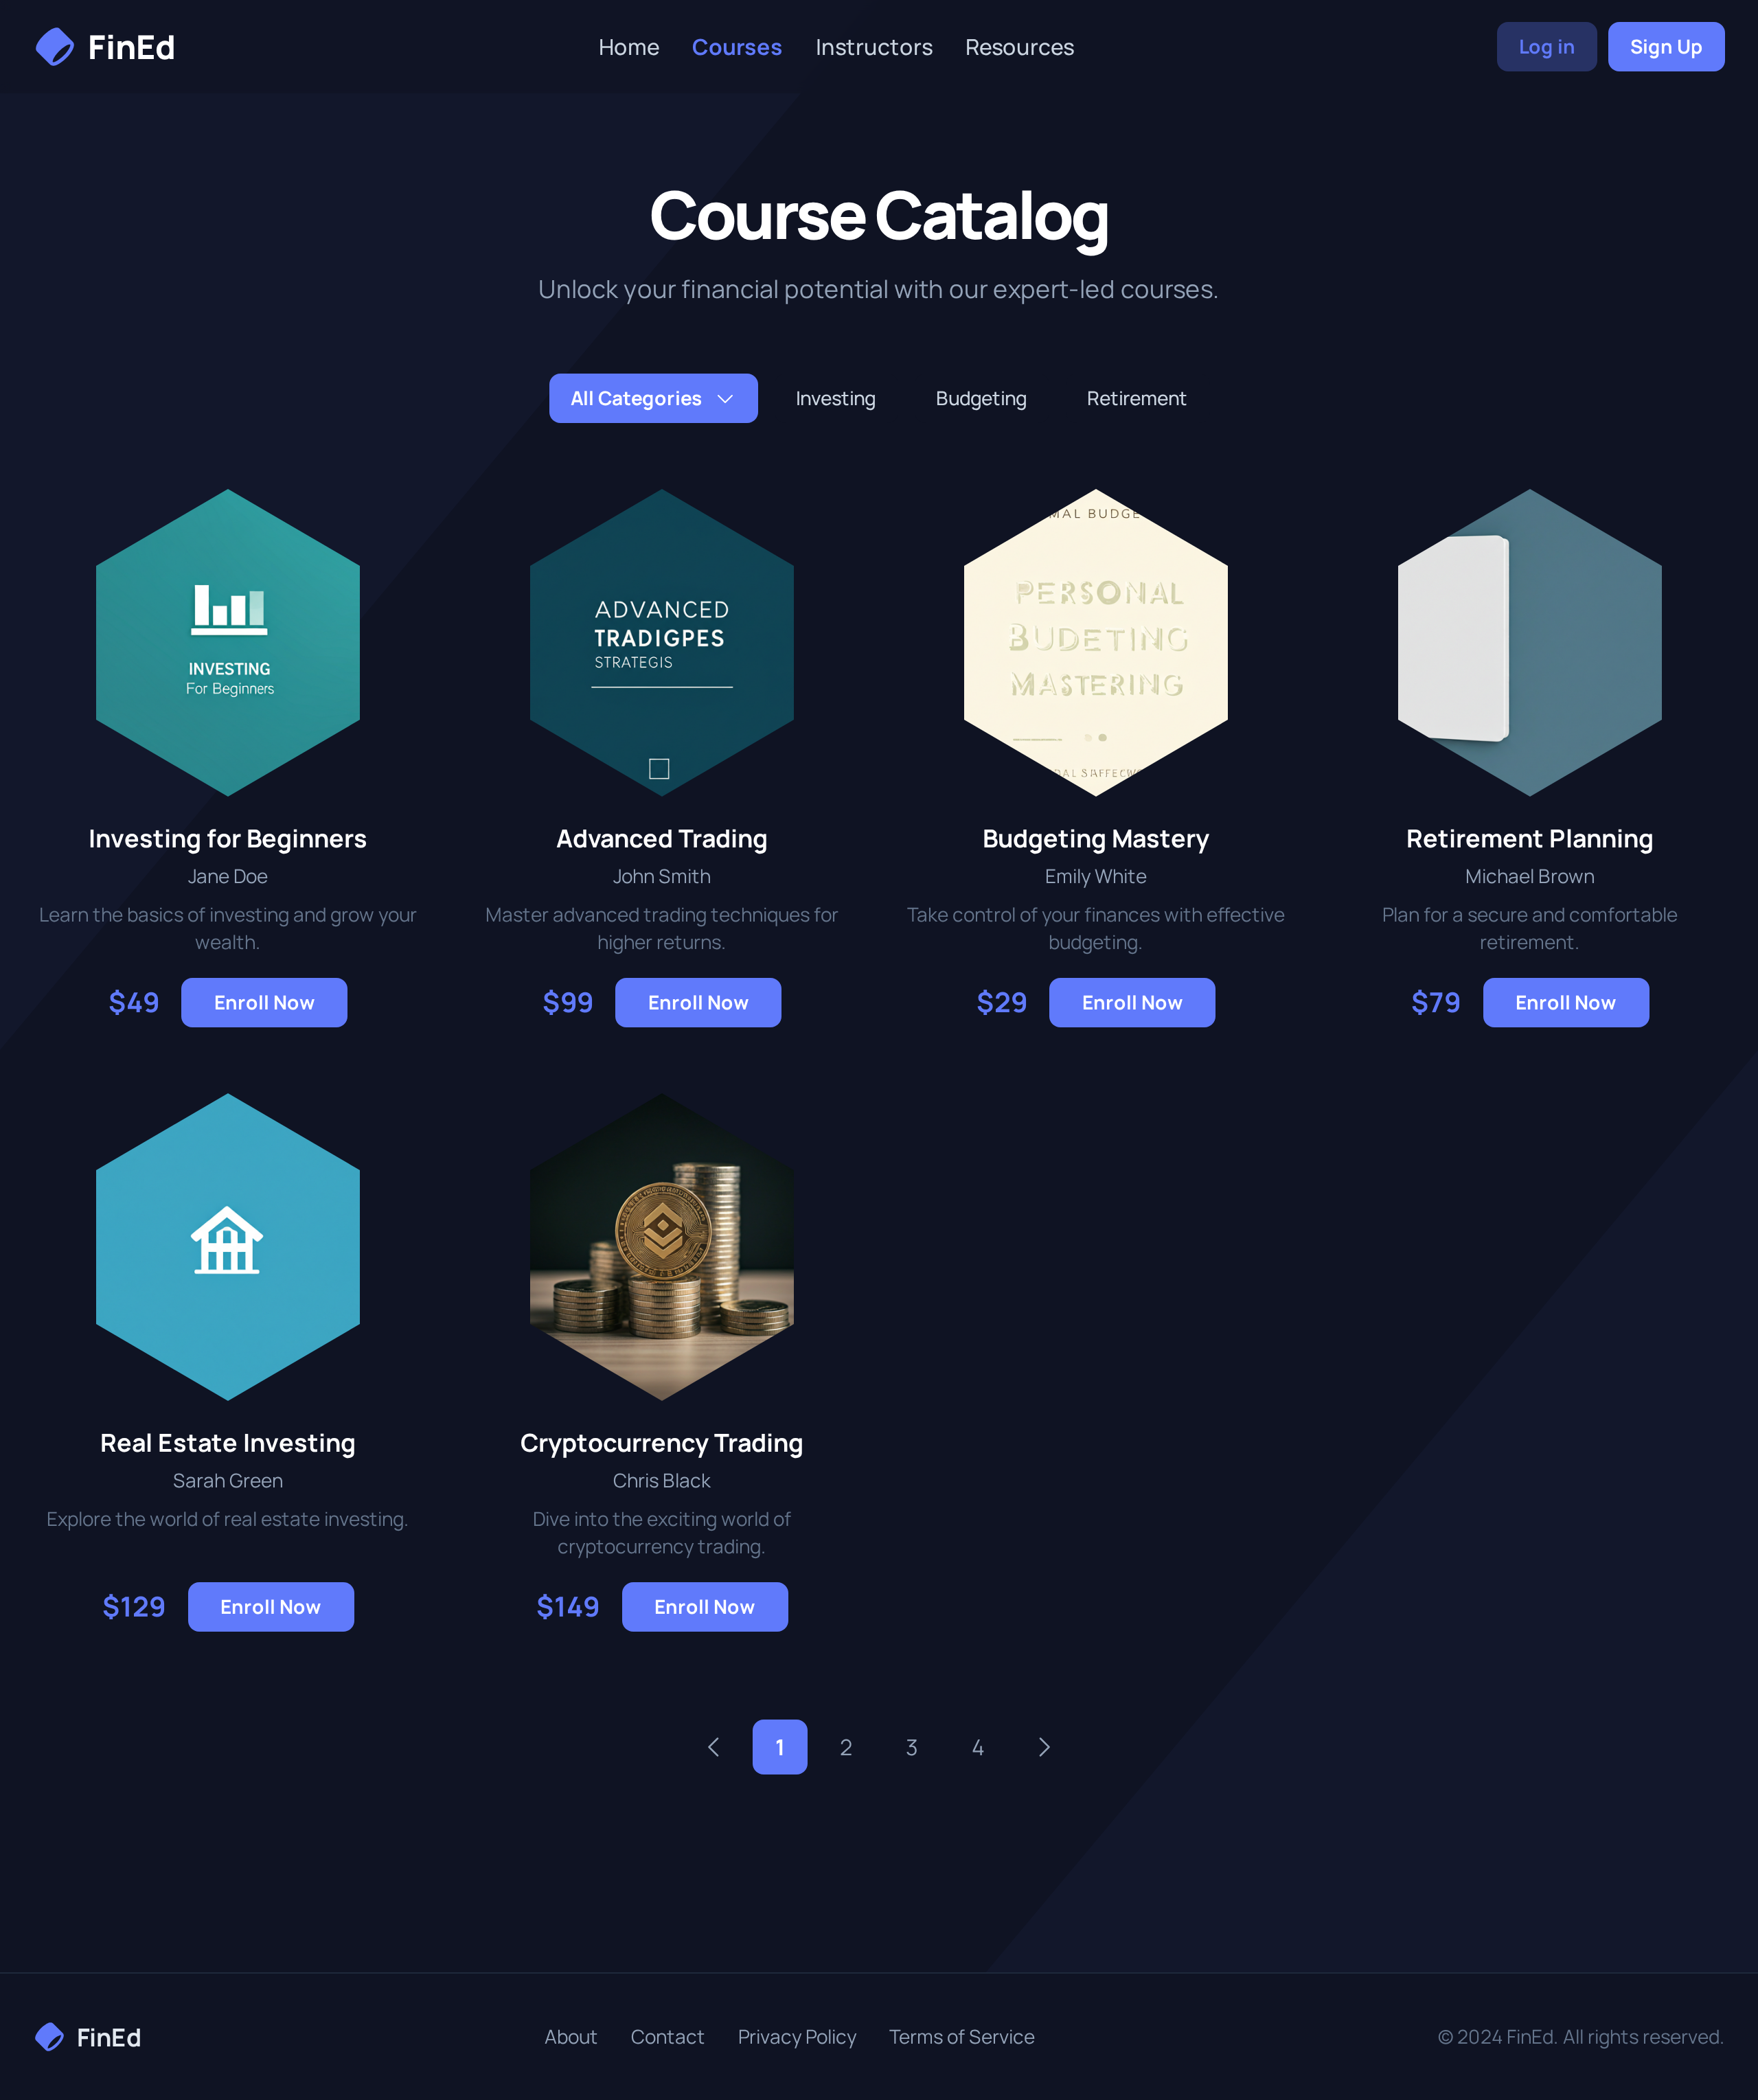 FinEd
Home
Courses
Instructors
Resources
Log in
Sign Up
Course Catalog
Unlock your financial potential with our expert-led courses.
All Categories
Investing
Budgeting
Retirement
INVESTING
For Beginners
ADVANCED
TRADIGPES
STRATEGIS
MAL BUDGE
PERSONAL
BUDETING
MASTERING
Investing for Beginners
Jane Doe
Learn the basics of investing and grow your
wealth.
$49
Enroll Now
Advanced Trading
John Smith
Master advanced trading techniques for
higher returns.
$99
Enroll Now
Budgeting Mastery
Emily White
Take control of your finances with effective
budgeting.
$29
Enroll Now
Retirement Planning
Michael Brown
Plan for a secure and comfortable
retirement.
$79
Enroll Now
Real Estate Investing
Sarah Green
Explore the world of real estate investing.
$129
Enroll Now
Cryptocurrency Trading
Chris Black
Dive into the exciting world of
cryptocurrency trading.
$149
Enroll Now
1
2
3
4
FinEd
About
Contact
Privacy Policy
Terms of Service
© 2024 FinEd. All rights reserved.